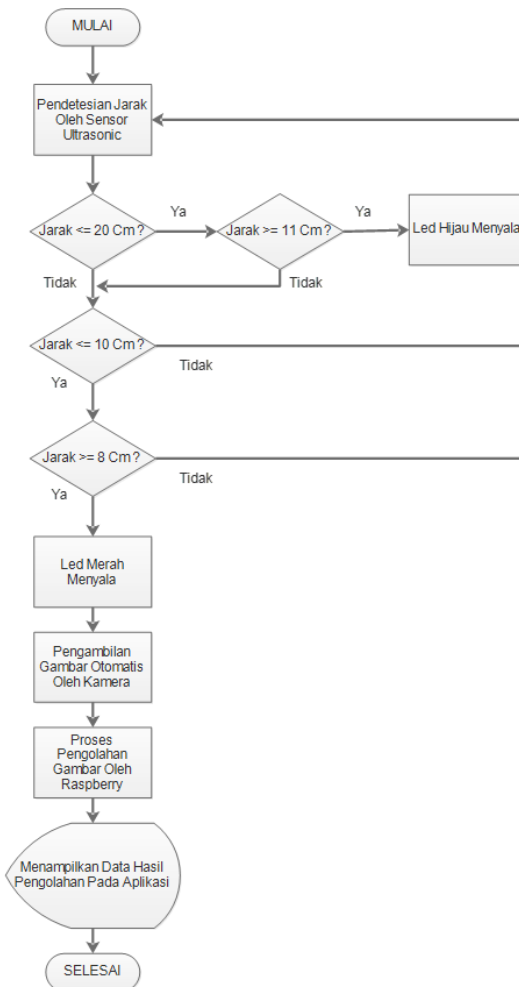 MULAI
Pendetesian Jarak
Oleh Sensor
Ultrasonic
Jarak <= 20 Cm?
Ya
Jarak >= 11 Cm?
Ya
Led Hijau Menyala
Tidak
Tidak
Jarak <= 10 Cm?
Tidak
Ya
Jarak >= 8 Cm?
Tidak
Ya
Led Merah
Menyala
Pengambilan
Gambar Otomatis
Oleh Kamera
Proses
Pengolahan
Gambar Oleh
Raspberry
Menampilkan Data Hasil
Pengolahan Pada Aplikasi
SELESAI